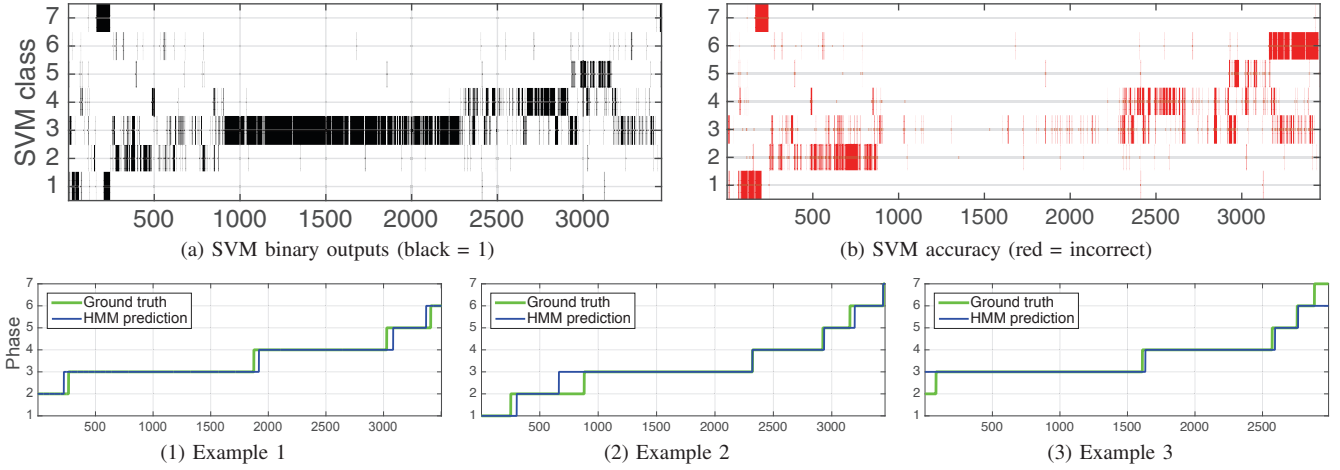 SVM class
7
6
5
4
3
2
1
500 1000 1500 2000 2500 3000
(a) SVM binary outputs (black = 1)
7
6
5
4
3
2
1
500 1000 1500 2000 2500 3000
(b) SVM accuracy (red = incorrect)
Phase
7
6
5
4
3
2
1
Ground truth
HMM prediction
500 1000 1500 2000 2500 3000 3500
(1) Example 1
7
6
5
4
3
2
1
Ground truth
HMM prediction
500 1000 1500 2000 2500 3000
(2) Example 2
7
6
5
4
3
2
1
Ground truth
HMM prediction
500 1000 1500 2000 2500
(3) Example 3